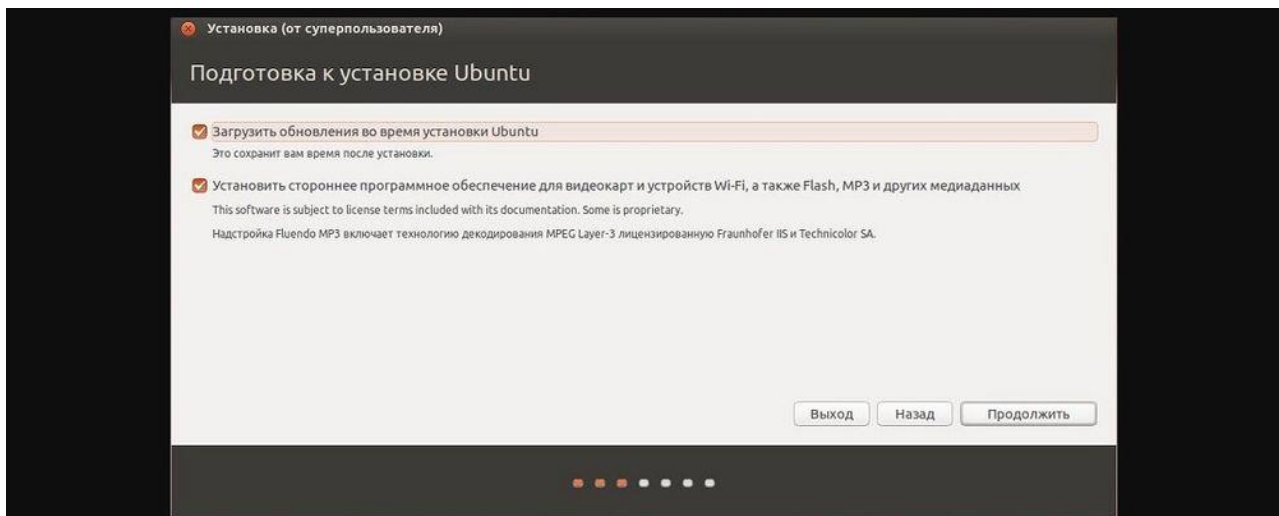 Установка (от суперпользователя)
Подготовка к установке Ubuntu
Загрузить обновления во время установки Ubuntu
Это сохранит вам время после установки.
Установить стороннее программное обеспечение для видеокарт и устройств Wi-Fi, а также Flash, MP3 и других медиаданных
This software is subject to license terms included with its documentation. Some is proprietary.
Надстройка Fluendo MP3 включает технологию декодирования MPEG Layer-3 лицензированную Fraunhofer IIS и Technicolor SA.
Выход Назад Продолжить